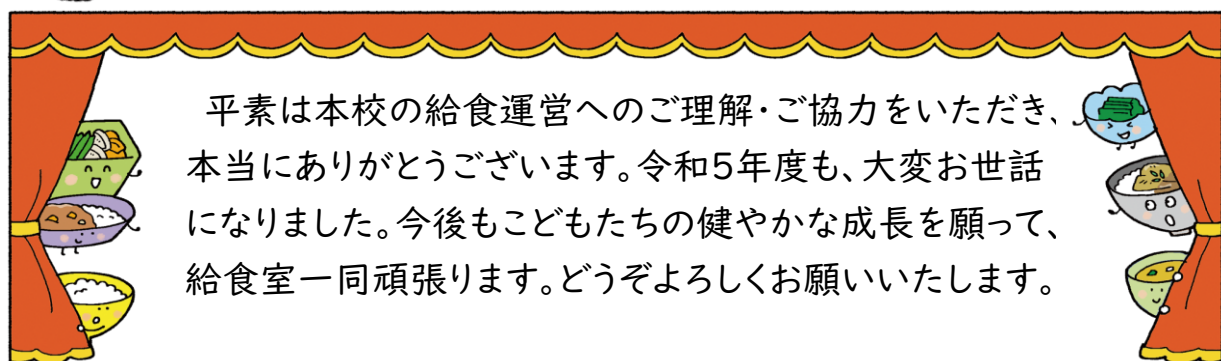 平素は本校の給食運営へのご理解・ご協力をいただき、
本当にありがとうございます。令和5年度も、大変お世話
になりました。今後もこどもたちの健やかな成長を願って、
給食室一同頑張ります。どうぞよろしくお願いいたします。